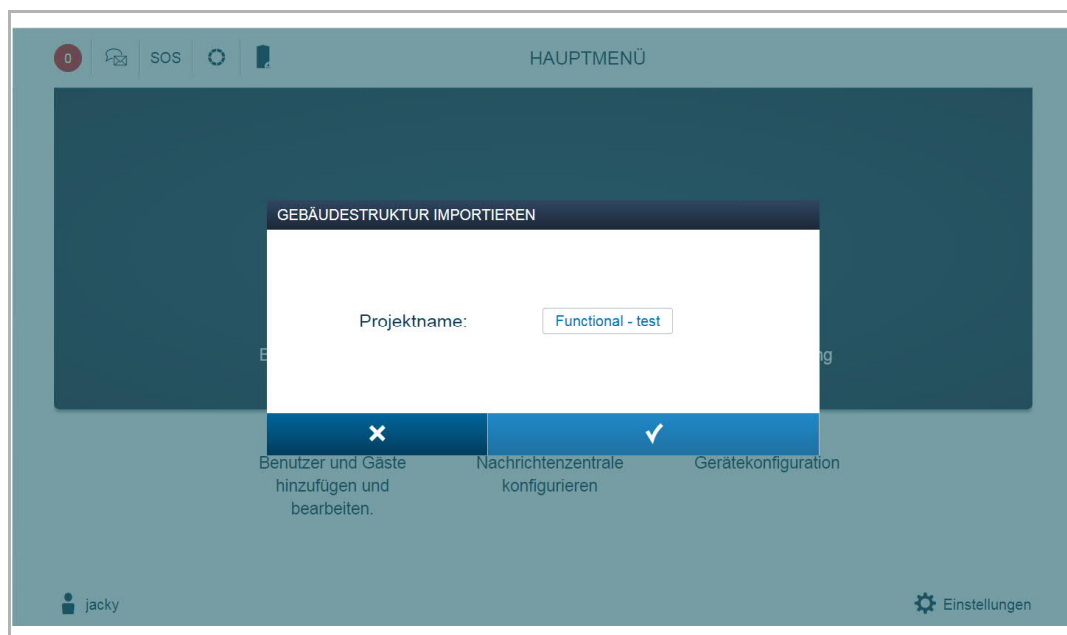 0
SOS
HAUPTMENÜ
GEBÄUDESTRUKTUR IMPORTIEREN
Projektname:
Functional - test
Benutzer und Gäste
hinzufügen und
bearbeiten.
Nachrichtenzentrale
konfigurieren
Gerätekonfiguration
jacky
Einstellungen